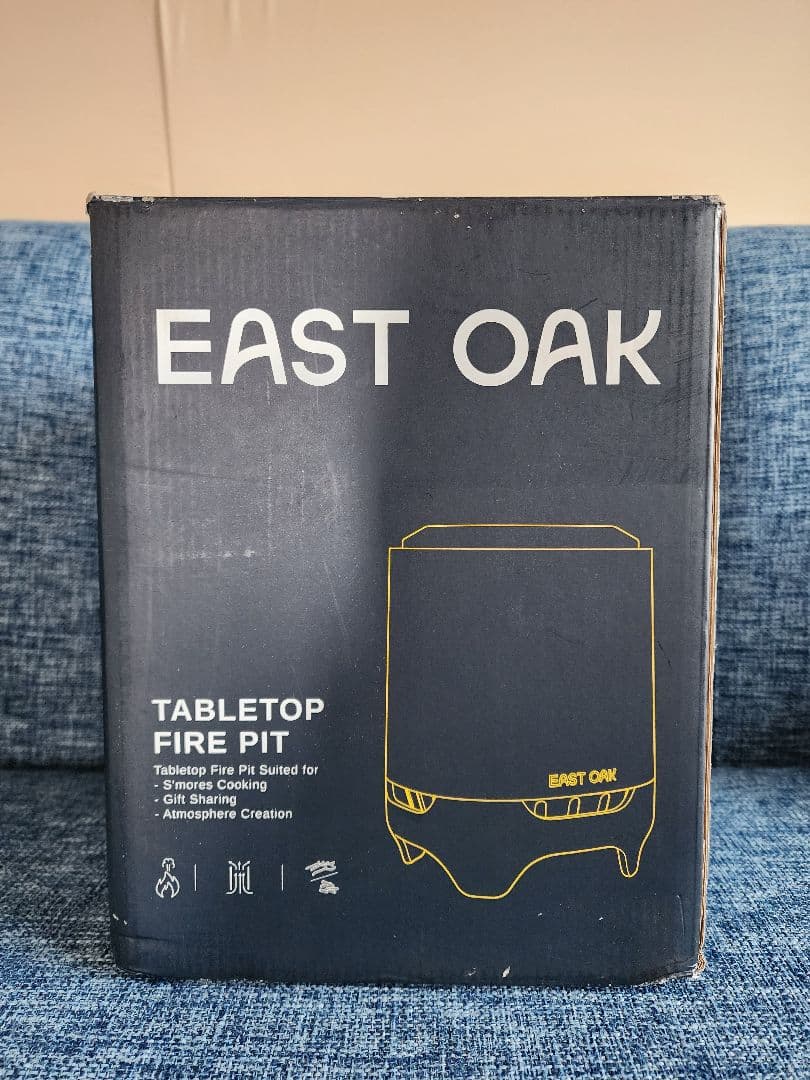 EAST OAK
TABLETOP
FIRE PIT
Tabletop Fire Pit Suited for
- S'mores Cooking
- Gift Sharing
- Atmosphere Creation
EAST OAK